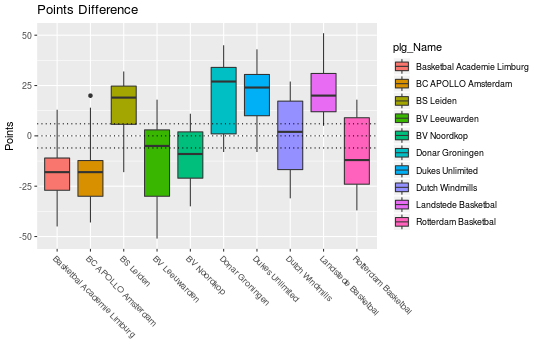 Points Difference
50
25
0
-25
-50
Points
Basketbal Academie Limburg
BC APOLLO Amsterdam
BS Leiden
BV Leeuwarden
BV Noordkop
Donar Groningen
Dukes Unlimited
Dutch Windmills
Landstede Basketbal
Rotterdam Basketbal
plg_Name
Basketbal Academie Limburg
BC APOLLO Amsterdam
BS Leiden
BV Leeuwarden
BV Noordkop
Donar Groningen
Dukes Unlimited
Dutch Windmills
Landstede Basketbal
Rotterdam Basketbal